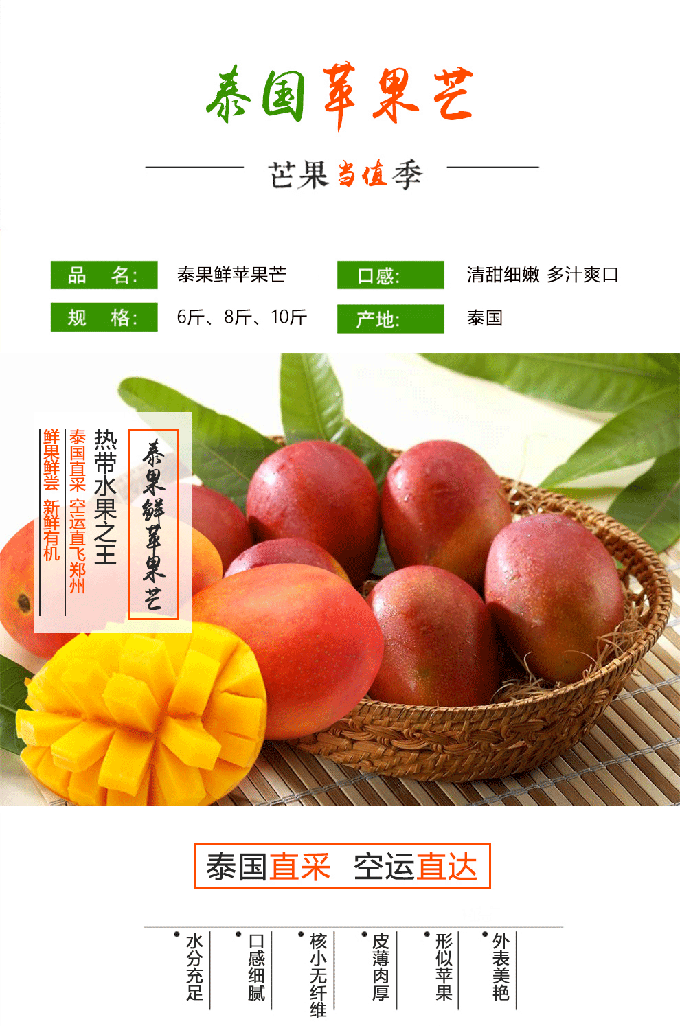 泰国苹果芒
芒果当值季
品 名: 泰果鲜苹果芒
口感: 清甜细嫩 多汁爽口
规 格: 6斤、8斤、10斤
产地: 泰国
泰果鲜苹果芒
热带水果之王
泰国直采 空运直飞郑州
鲜果鲜尝 新鲜有机
泰国直采 空运直达
外表美艳
形似苹果
皮薄肉厚
核小无纤维
口感细腻
水分充足